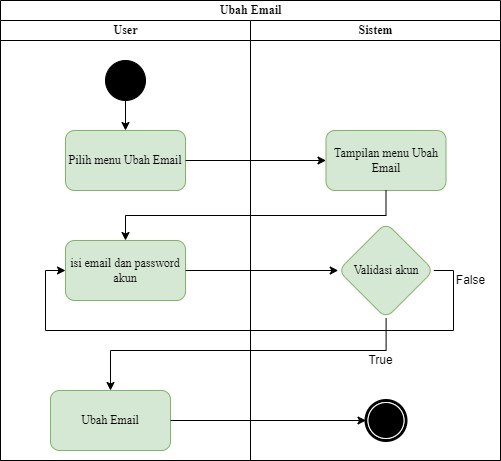 Ubah Email
User
Sistem
Pilih menu Ubah Email
Tampilan menu Ubah
Email
isi email dan password
akun
Validasi akun
False
True
Ubah Email